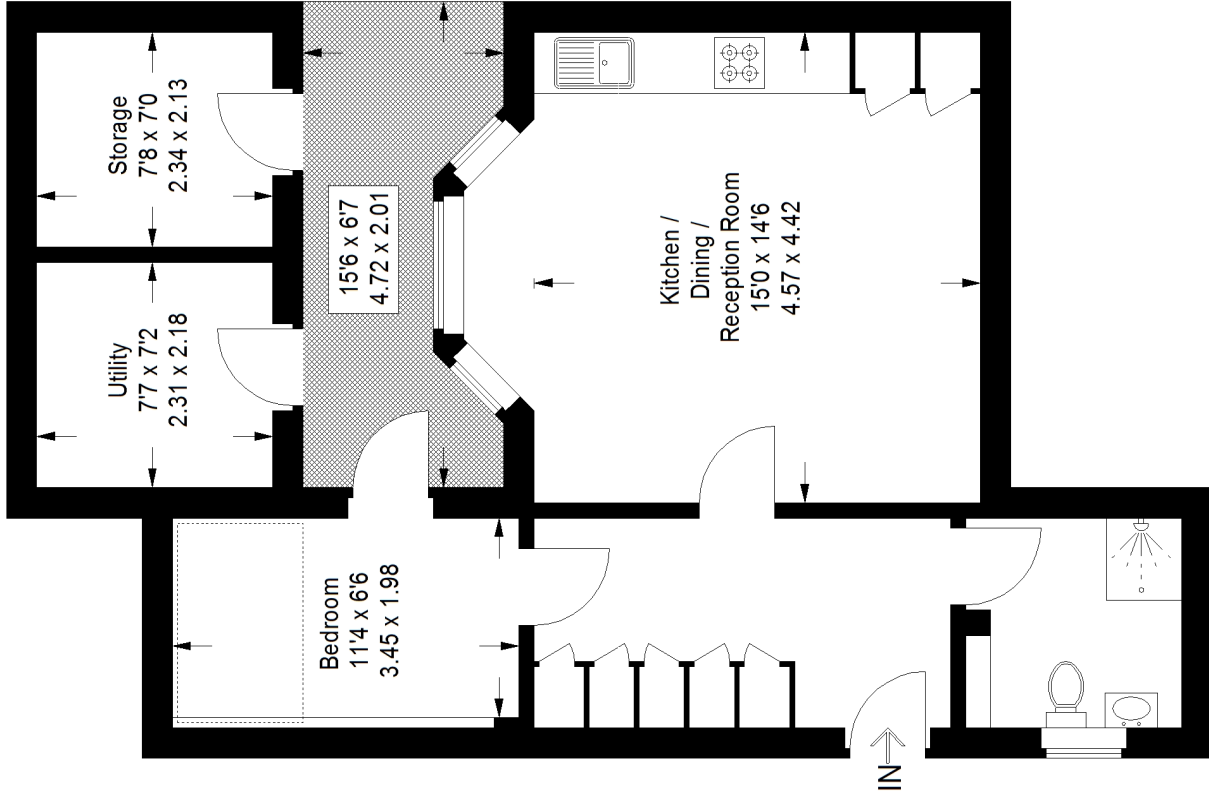 Storage
7'8 x 7'0
2.34 x 2.13
Utility
7'7 x 7'2
2.31 x 2.18
15'6 x 6'7
4.72 x 2.01
Kitchen /
Dining /
Reception Room
15'0 x 14'6
4.57 x 4.42
Bedroom
11'4 x 6'6
3.45 x 1.98
IN